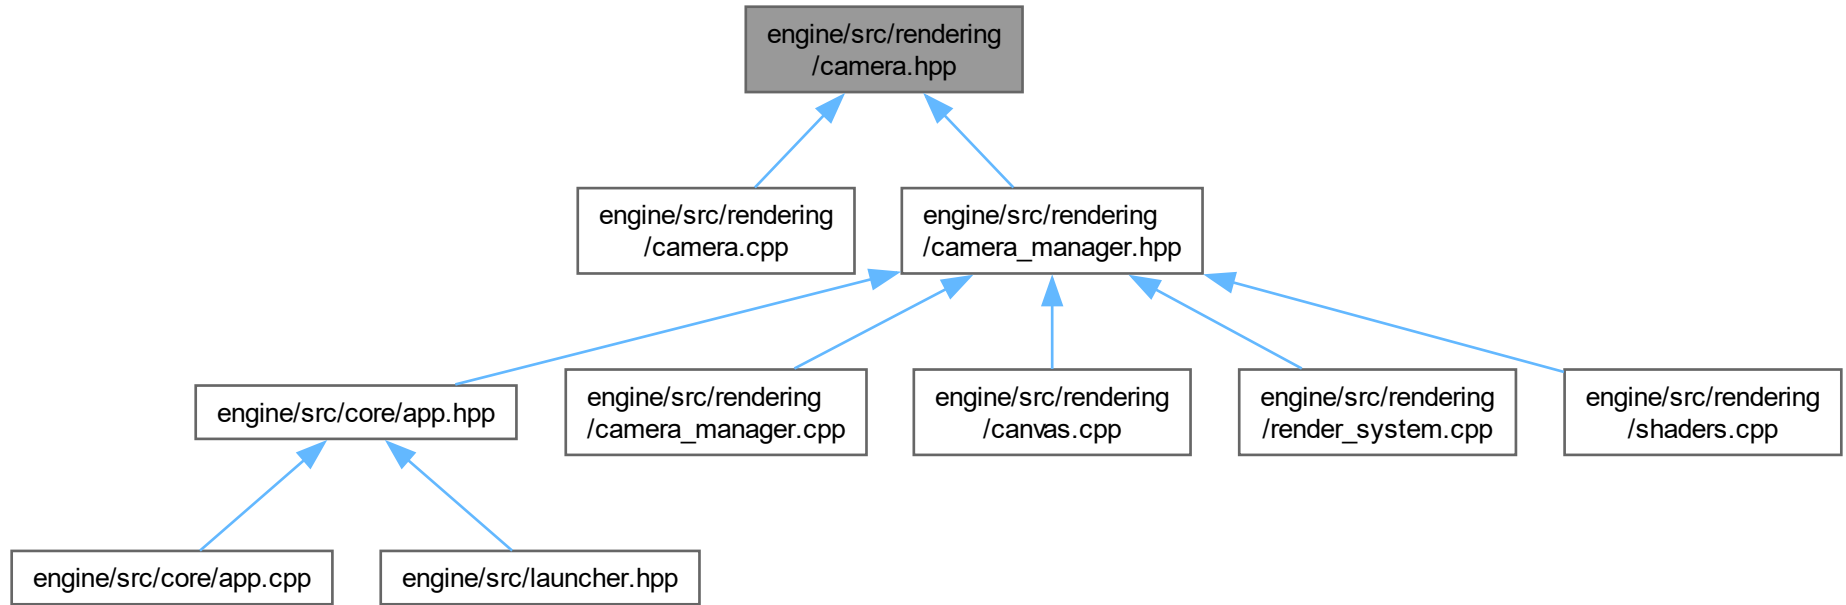 engine/src/rendering
/camera.hpp
engine/src/rendering
/camera.cpp
engine/src/rendering
/camera_manager.hpp
engine/src/core/app.hpp
engine/src/rendering
/camera_manager.cpp
engine/src/rendering
/canvas.cpp
engine/src/rendering
/render_system.cpp
engine/src/rendering
/shaders.cpp
engine/src/core/app.cpp
engine/src/launcher.hpp